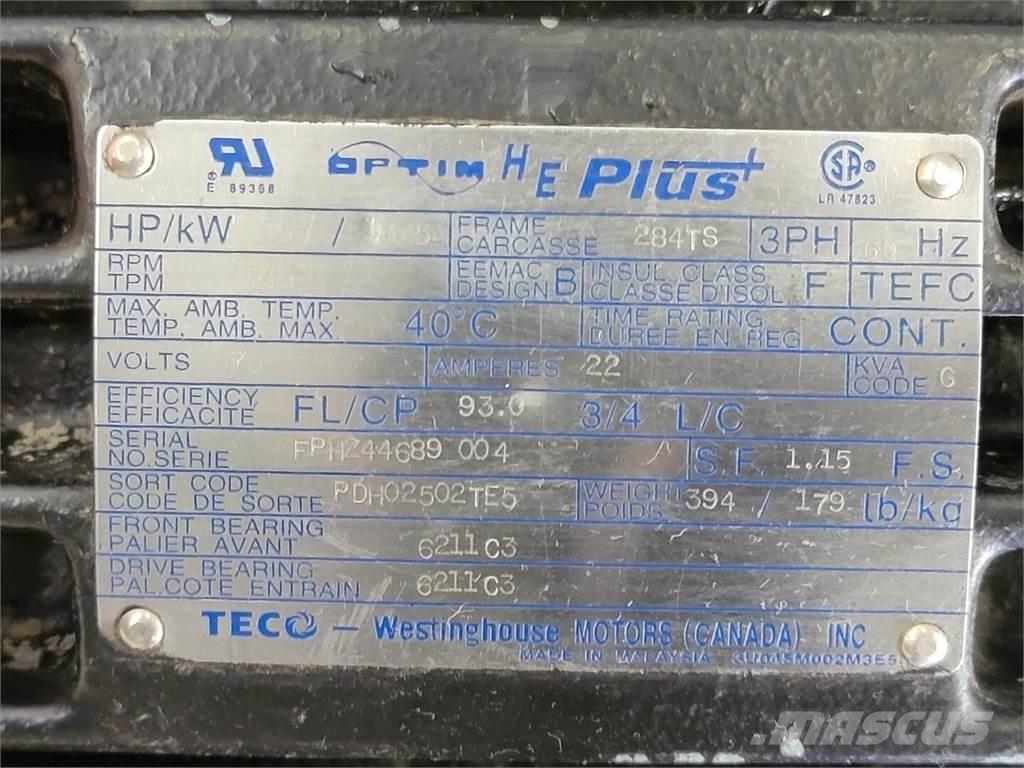 RU ® E 89368
OPTIM HE Plus+
CSA ® LR 47823
HP/kW /
FRAME CARCASSE 284TS
3PH
60 Hz
RPM
TPM
EEMAC DESIGN B
INSUL. CLASS
CLASSE D'ISOL F
TEFC
MAX. AMB. TEMP.
TEMP. AMB. MAX. 40°C
TIME RATING
DUREE EN REG CONT.
VOLTS
AMPERES 22
KVA CODE G
EFFICIENCY
EFFICACITE FL/CP 93.0 3/4 L/C
SERIAL
NO.SERIE FPH244689 004
S.F. 1.15 F.S.
SORT CODE
CODE DE SORTE PDH02502TE5
WEIGHT
POIDS 394 / 179 lb/kg
FRONT BEARING
PALIER AVANT 6211C3
DRIVE BEARING
PAL.COTE ENTRAIN 6211C3
TECO – Westinghouse MOTORS (CANADA) INC
MADE IN MALAYSIA 3U045M002M3E5
MASCUS